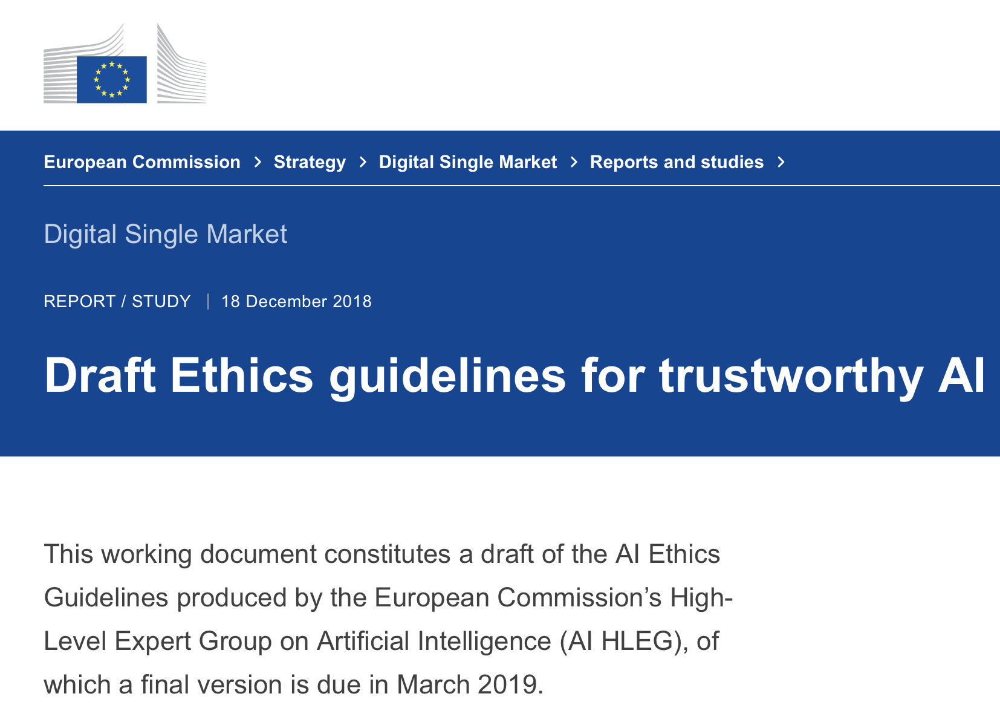 European Commission > Strategy > Digital Single Market > Reports and studies >
Digital Single Market
REPORT / STUDY | 18 December 2018
Draft Ethics guidelines for trustworthy AI
This working document constitutes a draft of the AI Ethics
Guidelines produced by the European Commission’s High-
Level Expert Group on Artificial Intelligence (AI HLEG), of
which a final version is due in March 2019.